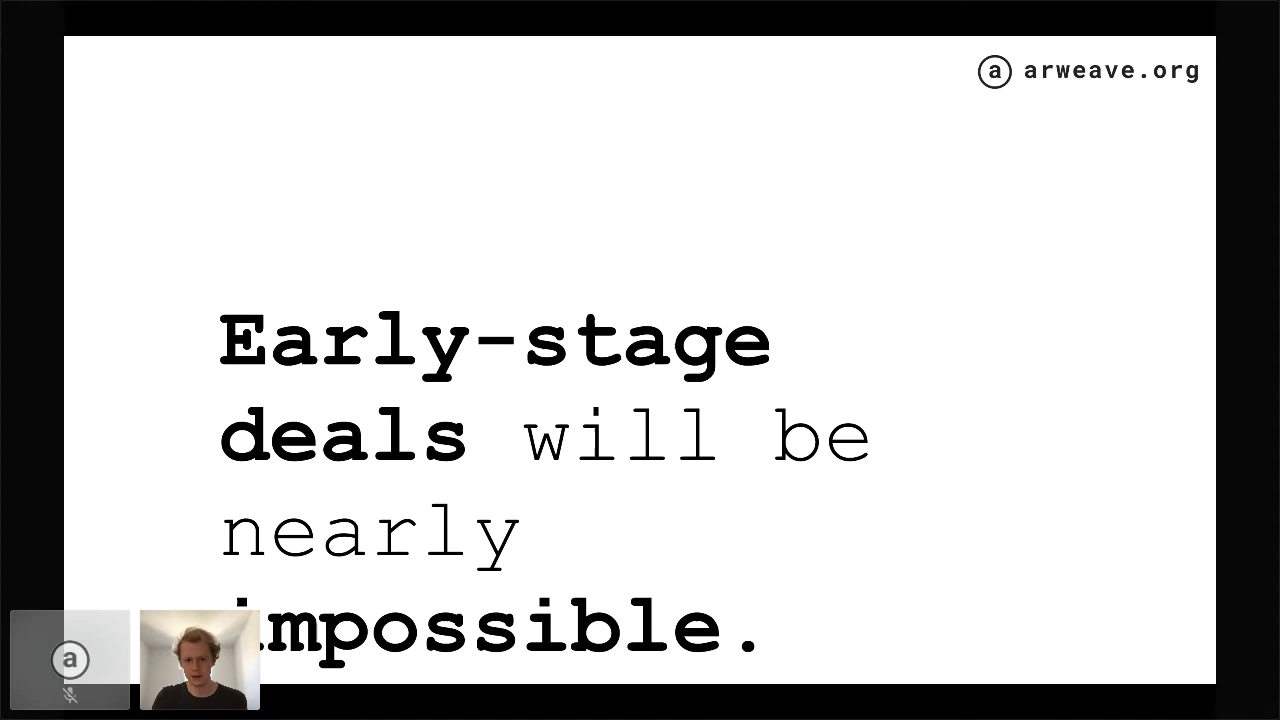 a arweave.org
Early-stage
deals will be
nearly
impossible.
a